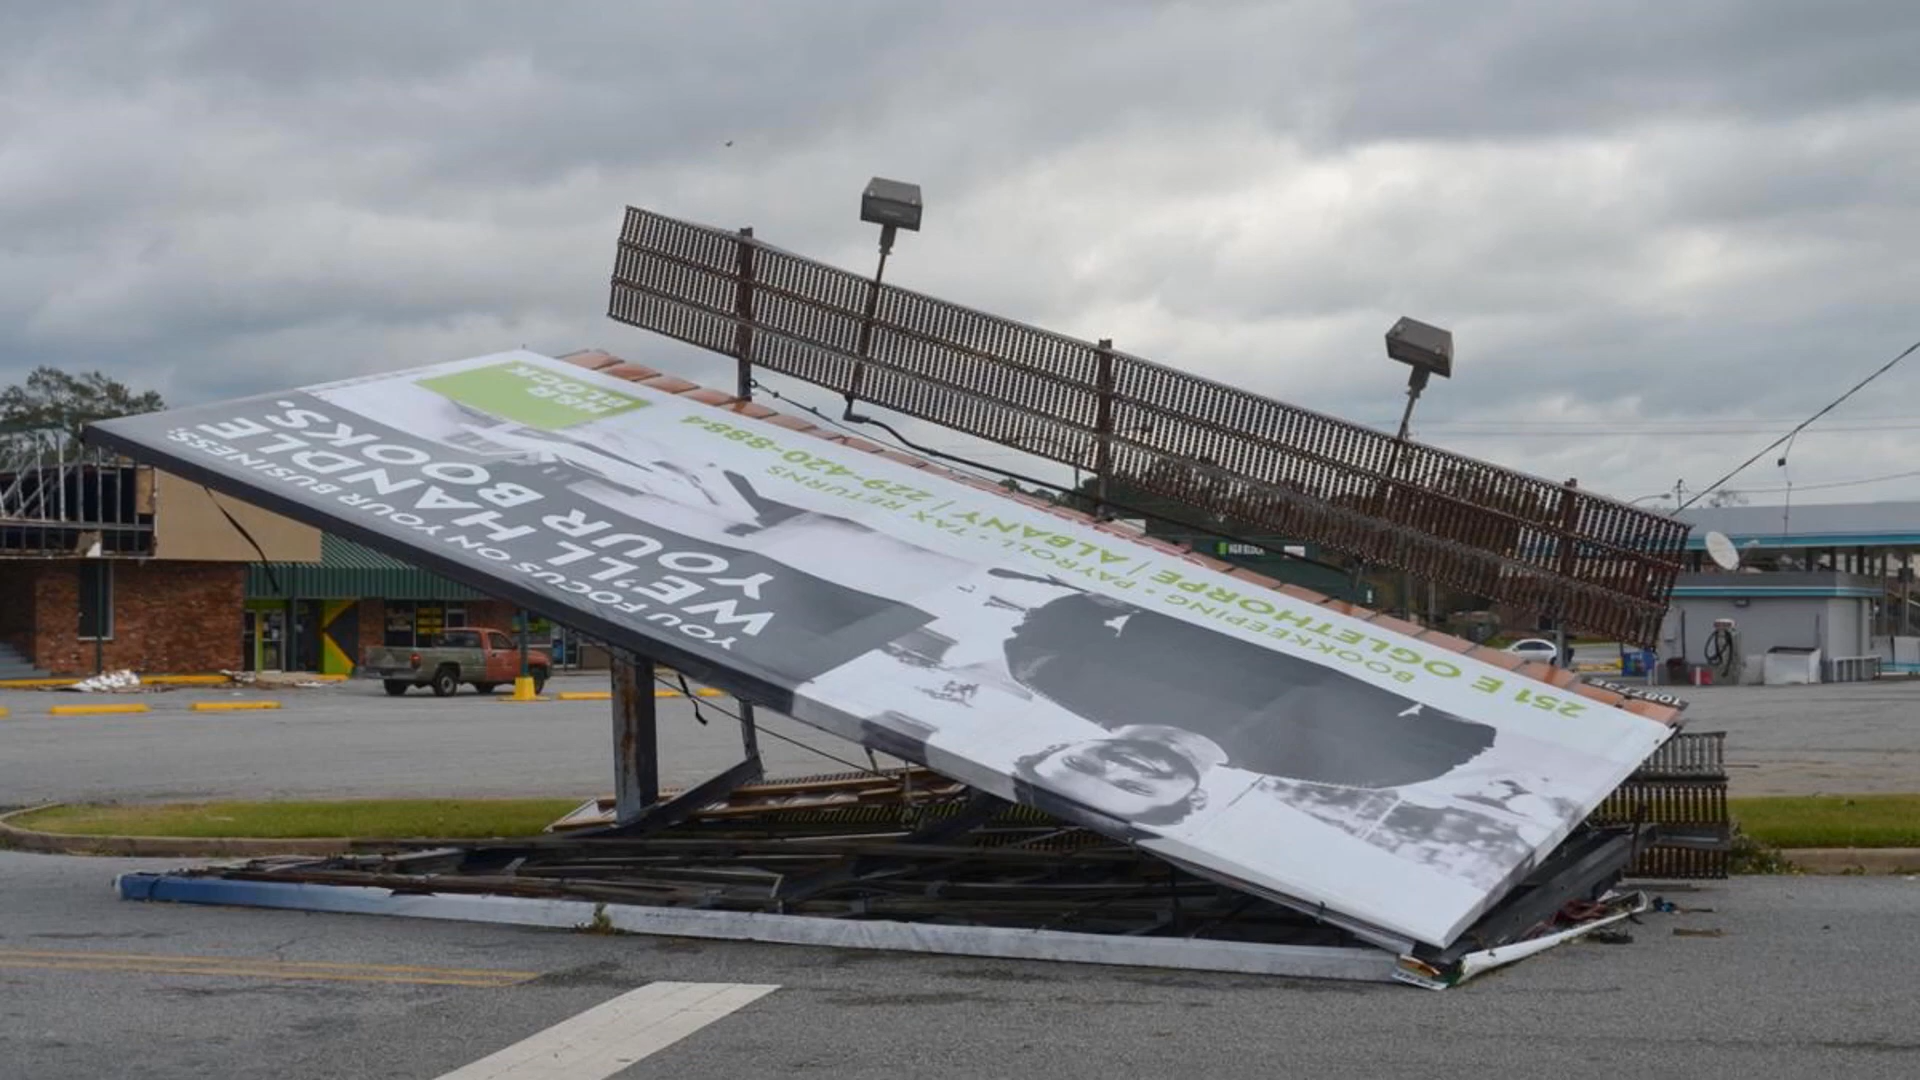 YOU FOCUS ON YOUR BUSINESS:
WE'LL HANDLE
YOUR BOOKS.
H&R
BLOCK
BOOKKEEPING · PAYROLL · TAX RETURNS
251 E OGLETHORPE | ALBANY | 229-420-8884
H&R BLOCK